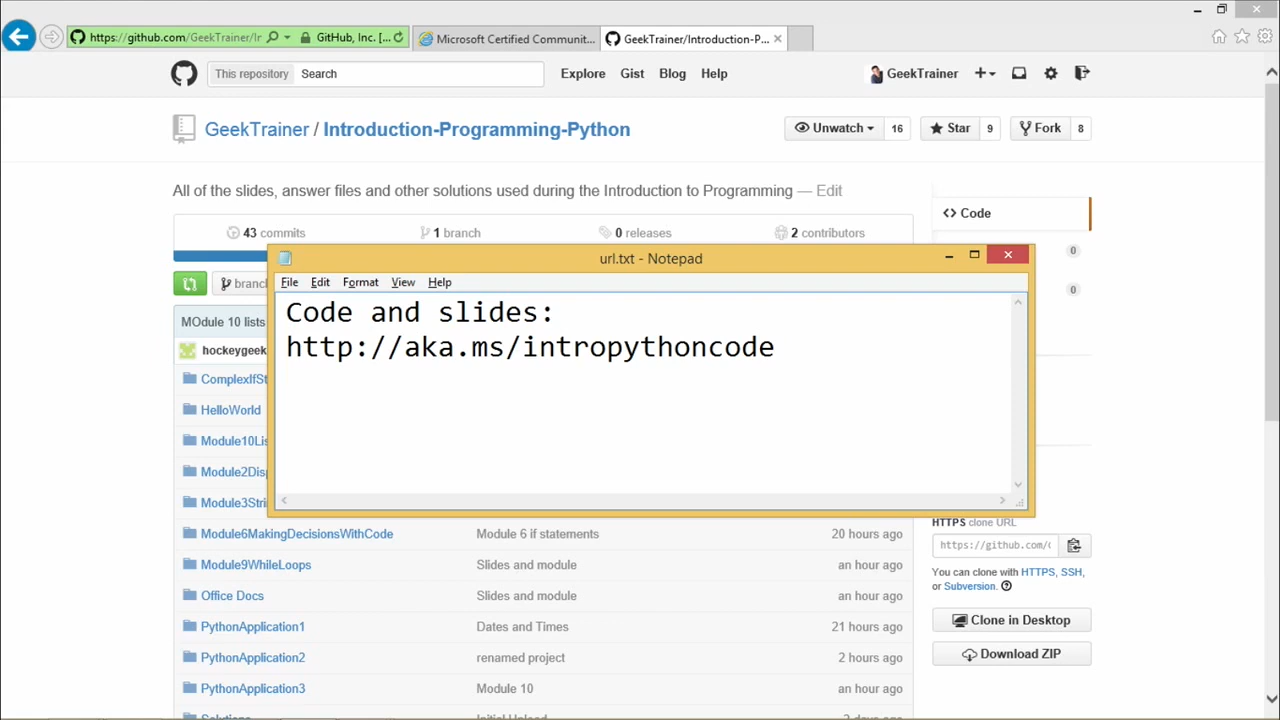 https://github.com/GeekTrainer/Ir
GitHub, Inc. [...
Microsoft Certified Communit...
GeekTrainer/Introduction-P...
This repository
Search
Explore
Gist
Blog
Help
GeekTrainer
GeekTrainer / Introduction-Programming-Python
Unwatch
16
Star
9
Fork
8
All of the slides, answer files and other solutions used during the Introduction to Programming — Edit
43 commits
1 branch
0 releases
2 contributors
<> Code
0
0
url.txt - Notepad
File Edit Format View Help
Code and slides:
http://aka.ms/intropythoncode
branc
MOdule 10 lists
hockeygeek
ComplexIfSt
HelloWorld
Module10Lis
Module2Disp
Module3Stri
Module6MakingDecisionsWithCode
Module 6 if statements
20 hours ago
Module9WhileLoops
Slides and module
an hour ago
Office Docs
Slides and module
an hour ago
PythonApplication1
Dates and Times
21 hours ago
PythonApplication2
renamed project
2 hours ago
PythonApplication3
Module 10
an hour ago
HTTPS clone URL
https://github.com/
You can clone with HTTPS, SSH,
or Subversion.
Clone in Desktop
Download ZIP